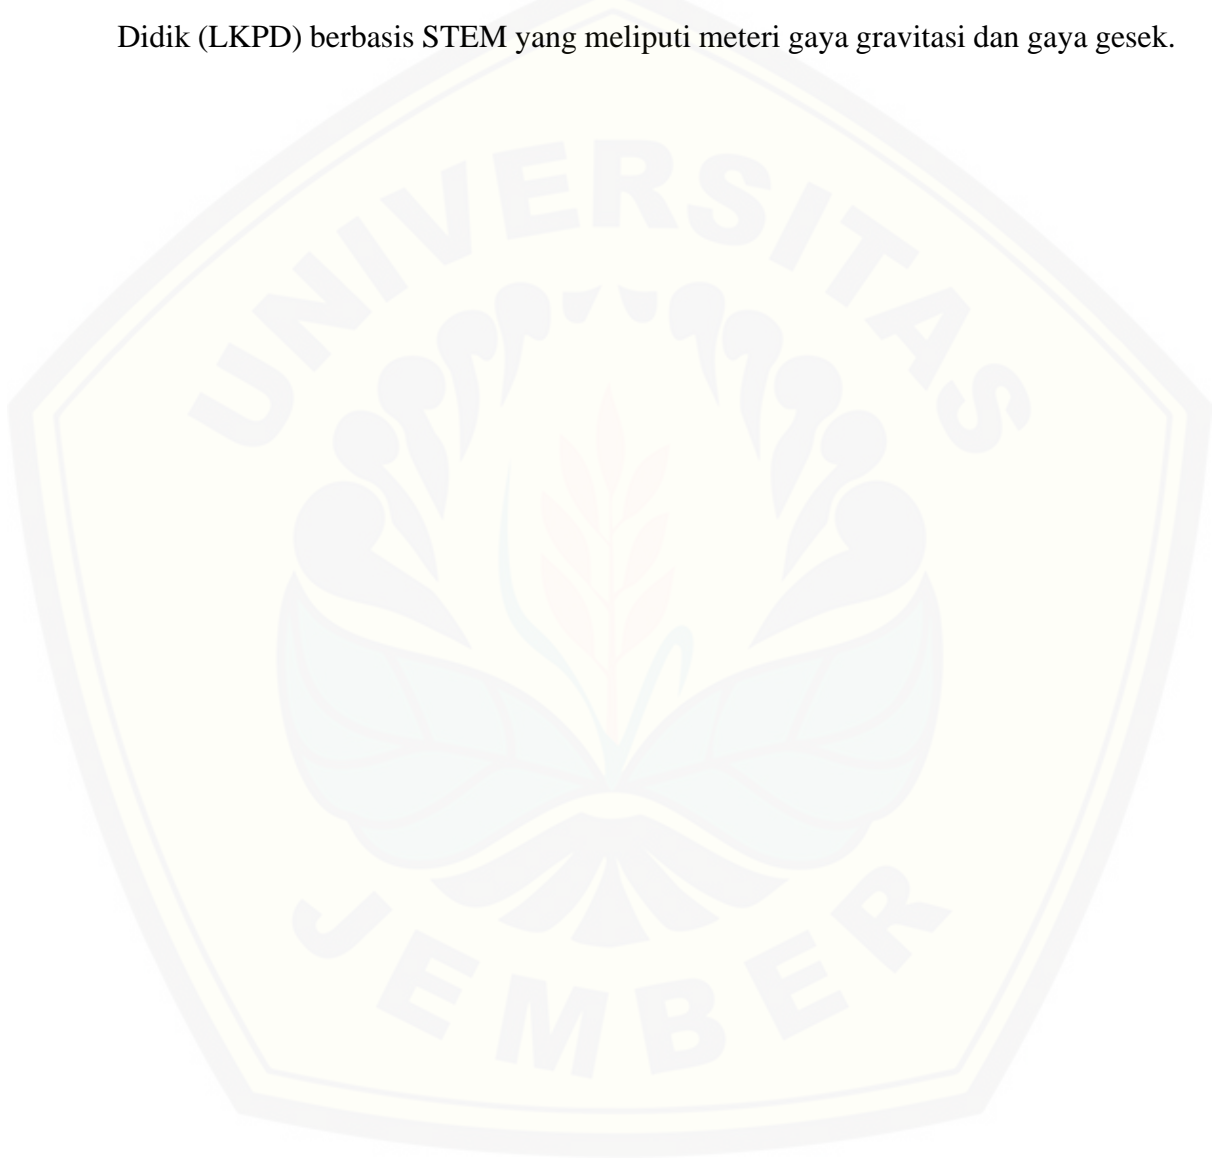 Didik (LKPD) berbasis STEM yang meliputi meteri gaya gravitasi dan gaya gesek.
UNIVERSITAS
JEMBER